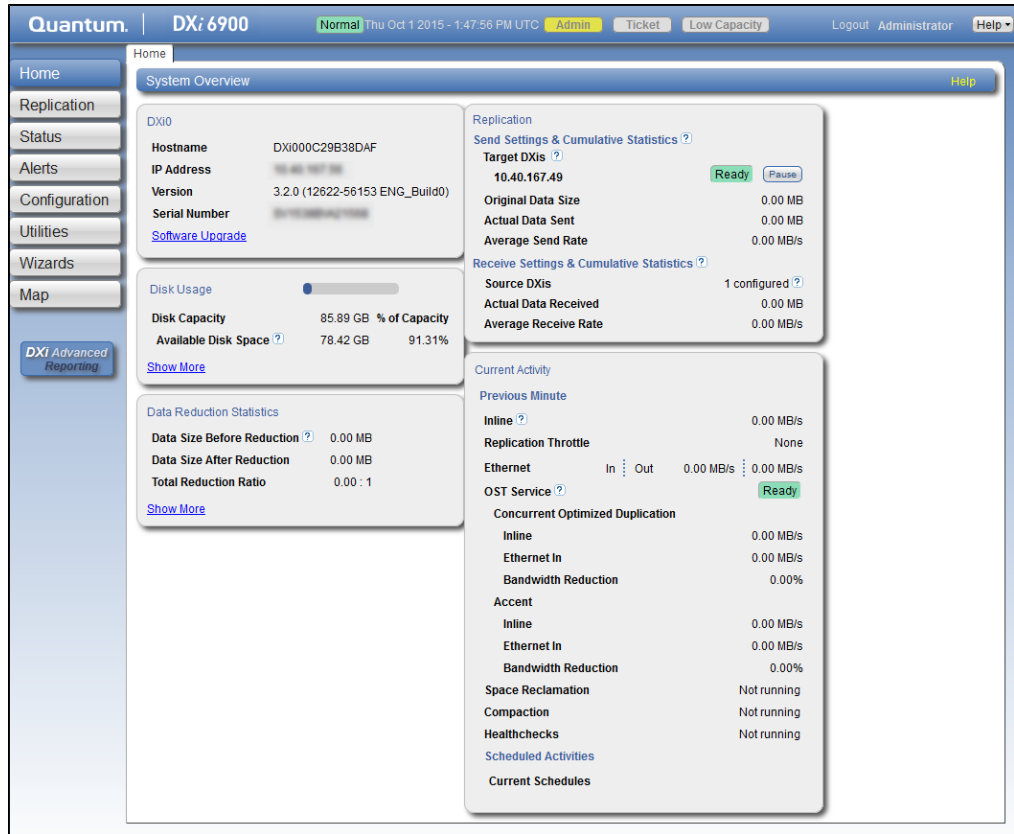 Quantum. DXi 6900 Normal Thu Oct 1 2015 - 1:47:56 PM UTC Admin Ticket Low Capacity Logout Administrator Help
Home
Home
Replication
Status
Alerts
Configuration
Utilities
Wizards
Map
DXi Advanced
Reporting
System Overview Help
DXi0
Hostname DXi000C29B38DAF
IP Address
Version 3.2.0 (12622-56153 ENG_Build0)
Serial Number
Software Upgrade
Disk Usage
Disk Capacity 85.89 GB % of Capacity
Available Disk Space ? 78.42 GB 91.31%
Show More
Data Reduction Statistics
Data Size Before Reduction ? 0.00 MB
Data Size After Reduction 0.00 MB
Total Reduction Ratio 0.00 : 1
Show More
Replication
Send Settings & Cumulative Statistics ?
Target DXis ?
10.40.167.49 Ready Pause
Original Data Size 0.00 MB
Actual Data Sent 0.00 MB
Average Send Rate 0.00 MB/s
Receive Settings & Cumulative Statistics ?
Source DXis 1 configured ?
Actual Data Received 0.00 MB
Average Receive Rate 0.00 MB/s
Current Activity
Previous Minute
Inline ? 0.00 MB/s
Replication Throttle None
Ethernet In Out 0.00 MB/s 0.00 MB/s
OST Service ? Ready
Concurrent Optimized Duplication
Inline 0.00 MB/s
Ethernet In 0.00 MB/s
Bandwidth Reduction 0.00%
Accent
Inline 0.00 MB/s
Ethernet In 0.00 MB/s
Bandwidth Reduction 0.00%
Space Reclamation Not running
Compaction Not running
Healthchecks Not running
Scheduled Activities
Current Schedules